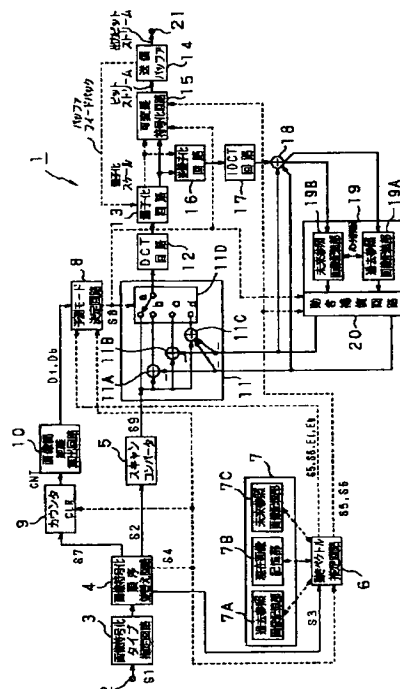 1
S1
3
画像符号化
タイプ
指定回路
4
画像符号化
順序
並替え回路
S7
S2
S4
S3
9
カウンタ
CLR
CNT
10
画像間
距離
算出回路
Df, Db
8
予測モード
決定回路
S8
5
スキャン
コンバータ
S9
11
11A
11B
11C
11D
a
b
c
d
12
DCT
回路
13
量子化
回路
量子化
スケール
バッファ
フィードバック
15
可変長
符号化回路
ビット
ストリーム
14
送信
バッファ
出力ビット
ストリーム
21
16
逆量子化
回路
17
IDCT
回路
18
19
19B
未来参照
画像記憶部
19A
過去参照
画像記憶部
20
動き補償回路
7
7A
過去参照
画像記憶部
7B
現在画像
記憶部
7C
未来参照
画像記憶部
6
動きベクトル
推定回路
S5, S6, Ef, Eb
S5, S6